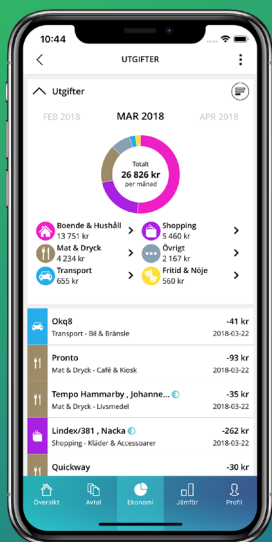 10:44
UTGIFTER
Utgifter
FEB 2018 MAR 2018 APR 2018
Totalt
26 826 kr
per månad
Boende & Hushåll
13 751 kr
Shopping
5 460 kr
Mat & Dryck
4 234 kr
Övrigt
2 167 kr
Transport
655 kr
Fritid & Nöje
560 kr
Okq8 -41 kr
Transport - Bil & Bränsle 2018-03-22
Pronto -93 kr
Mat & Dryck - Café & Kiosk 2018-03-22
Tempo Hammarby , Johanne... -35 kr
Mat & Dryck - Livsmedel 2018-03-22
Lindex/381 , Nacka -262 kr
Shopping - Kläder & Accessoarer 2018-03-22
Quickway -30 kr
Översikt Avtal Ekonomi Jämför Profil